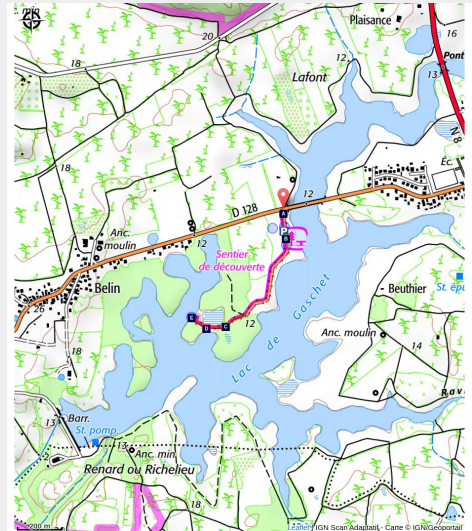 min
Plaisance
20
16
18
Lafont
12
Pont
13
N 8
Éc.
18
12
D 128
A
Anc.
moulin
12
P
B
Sentier
de découverte
Belin
Beuthier
26
Lac de Gaschet
E
D
C
12
Anc. moulin
14
18
Barr.
13
St. pomp
13
Anc. min.
Renard ou Richelieu
18
200 m
Leaflet | IGN Scan Adaptatif - Carte © IGN/Geoportail